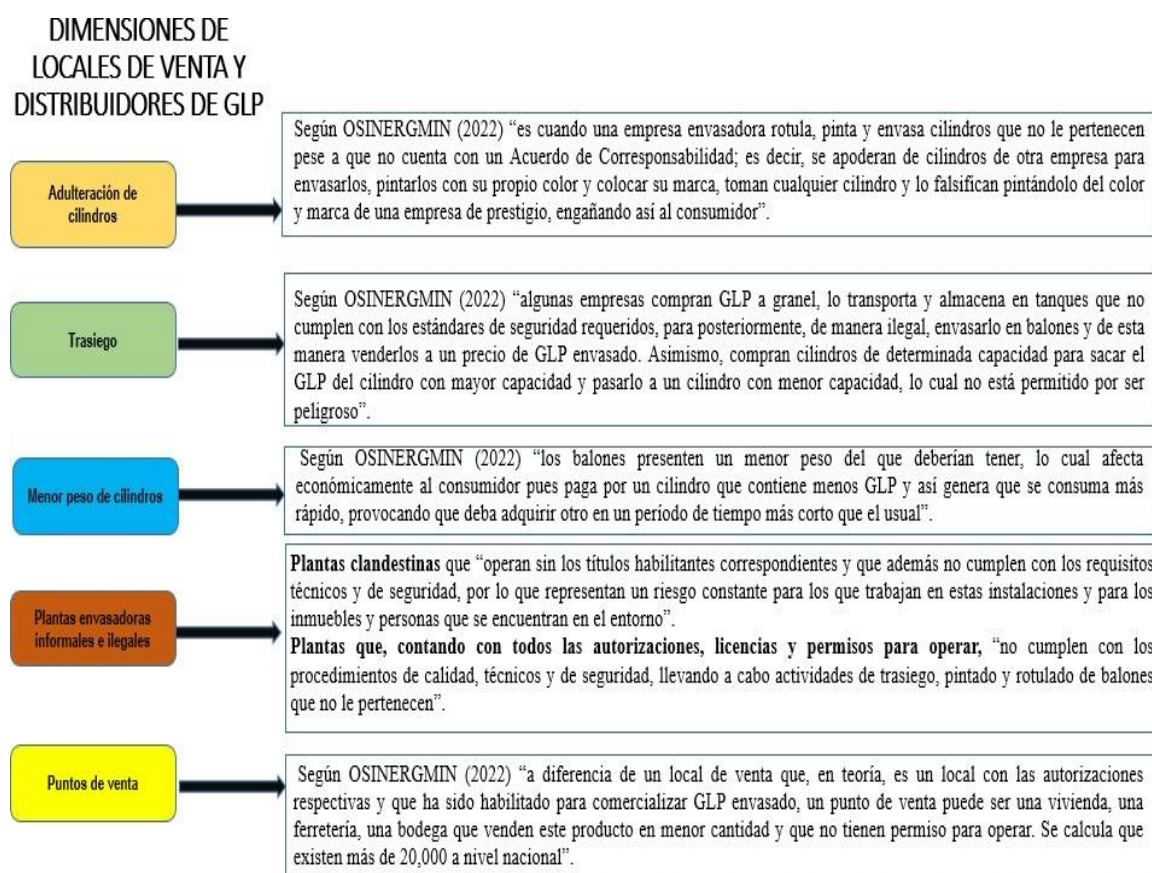 DIMENSIONES DE
LOCALES DE VENTA Y
DISTRIBUIDORES DE GLP
Adulteración de
cilindros
Según OSINERGMIN (2022) “es cuando una empresa envasadora rotula, pinta y envasa cilindros que no le pertenecen
pese a que no cuenta con un Acuerdo de Corresponsabilidad; es decir, se apoderan de cilindros de otra empresa para
envasarlos, pintarlos con su propio color y colocar su marca, toman cualquier cilindro y lo falsifican pintándolo del color
y marca de una empresa de prestigio, engañando así al consumidor”.
Trasiego
Según OSINERGMIN (2022) “algunas empresas compran GLP a granel, lo transporta y almacena en tanques que no
cumplen con los estándares de seguridad requeridos, para posteriormente, de manera ilegal, envasarlo en balones y de esta
manera venderlos a un precio de GLP envasado. Asimismo, compran cilindros de determinada capacidad para sacar el
GLP del cilindro con mayor capacidad y pasarlo a un cilindro con menor capacidad, lo cual no está permitido por ser
peligroso”.
Menor peso de cilindros
Según OSINERGMIN (2022) “los balones presenten un menor peso del que deberían tener, lo cual afecta
económicamente al consumidor pues paga por un cilindro que contiene menos GLP y así genera que se consuma más
rápido, provocando que deba adquirir otro en un período de tiempo más corto que el usual”.
Plantas envasadoras
informales e ilegales
Plantas clandestinas que “operan sin los títulos habilitantes correspondientes y que además no cumplen con los requisitos
técnicos y de seguridad, por lo que representan un riesgo constante para los que trabajan en estas instalaciones y para los
inmuebles y personas que se encuentran en el entorno”.
Plantas que, contando con todos las autorizaciones, licencias y permisos para operar, “no cumplen con los
procedimientos de calidad, técnicos y de seguridad, llevando a cabo actividades de trasiego, pintado y rotulado de balones
que no le pertenecen”.
Puntos de venta
Según OSINERGMIN (2022) “a diferencia de un local de venta que, en teoría, es un local con las autorizaciones
respectivas y que ha sido habilitado para comercializar GLP envasado, un punto de venta puede ser una vivienda, una
ferretería, una bodega que venden este producto en menor cantidad y que no tienen permiso para operar. Se calcula que
existen más de 20,000 a nivel nacional”.